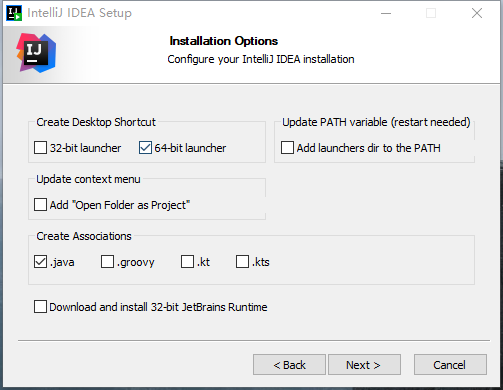 IntelliJ IDEA Setup
IJ
Installation Options
Configure your IntelliJ IDEA installation
Create Desktop Shortcut
32-bit launcher
64-bit launcher
Update PATH variable (restart needed)
Add launchers dir to the PATH
Update context menu
Add "Open Folder as Project"
Create Associations
.java
.groovy
.kt
.kts
Download and install 32-bit JetBrains Runtime
< Back
Next >
Cancel